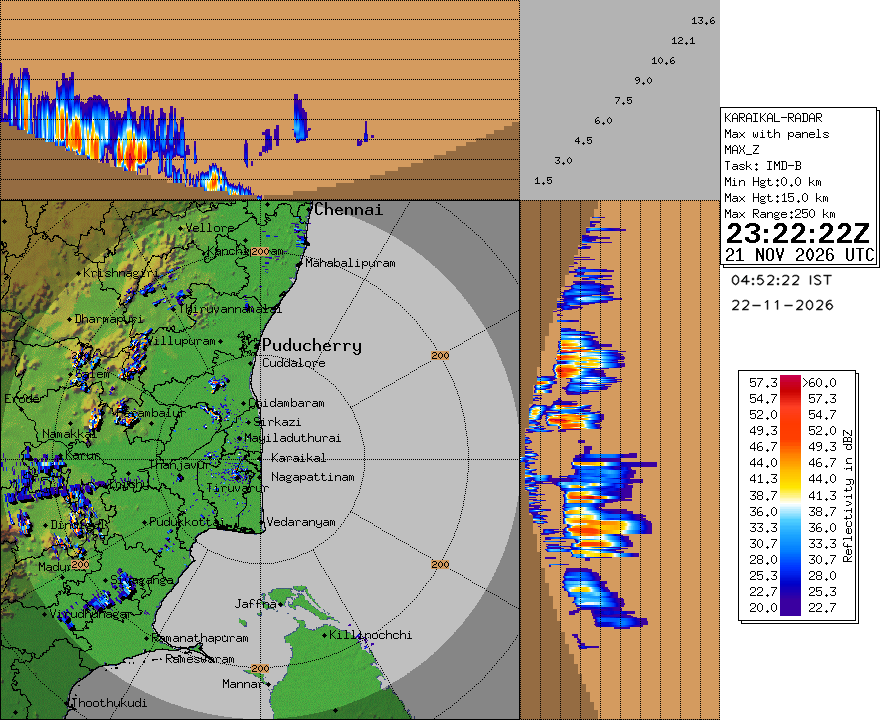 13.6
12.1
10.6
9.0
7.5
6.0
4.5
3.0
1.5
KARAIKAL-RADAR
Max with panels
MAX_Z
Task: IMD-B
Min Hgt:0.0 km
Max Hgt:15.0 km
Max Range:250 km
23:22:22Z
21 NOV 2026 UTC
04:52:22 IST
22-11-2026
Chennai
Vellore
200
Mahabalipuram
Krishnagiri
Thiruvannamalai
Dharmapuri
Villupuram
Puducherry
200
Cuddalore
Erode
Chidambaram
Sirkazi
Namakkal
Mayiladuthurai
Karur
Karaikal
Thanjavur
Nagapattinam
Tiruvarur
Pudukkottai
Vedaranyam
Madurai
200
200
Sivaganga
Jaffna
Virudhunagar
Ramanathapuram
Killinochchi
Rameswaram
200
Mannar
Thoothukudi
57.3 >60.0
54.7 57.3
52.0 54.7
49.3 52.0
46.7 49.3
44.0 46.7
41.3 44.0
38.7 41.3
36.0 38.7
33.3 36.0
30.7 33.3
28.0 30.7
25.3 28.0
22.7 25.3
20.0 22.7
Reflectivity in dBZ